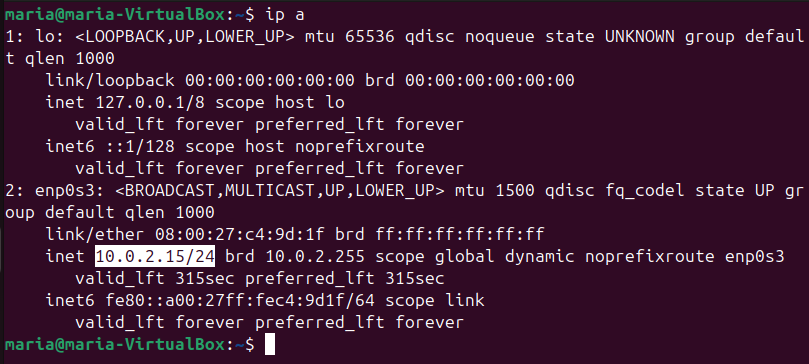 maria@maria-VirtualBox:~$ ip a
1: lo: <LOOPBACK,UP,LOWER_UP> mtu 65536 qdisc noqueue state UNKNOWN group defaul
t qlen 1000
    link/loopback 00:00:00:00:00:00 brd 00:00:00:00:00:00
    inet 127.0.0.1/8 scope host lo
       valid_lft forever preferred_lft forever
    inet6 ::1/128 scope host noprefixroute
       valid_lft forever preferred_lft forever
2: enp0s3: <BROADCAST,MULTICAST,UP,LOWER_UP> mtu 1500 qdisc fq_codel state UP gr
oup default qlen 1000
    link/ether 08:00:27:c4:9d:1f brd ff:ff:ff:ff:ff:ff
    inet 10.0.2.15/24 brd 10.0.2.255 scope global dynamic noprefixroute enp0s3
       valid_lft 315sec preferred_lft 315sec
    inet6 fe80::a00:27ff:fec4:9d1f/64 scope link
       valid_lft forever preferred_lft forever
maria@maria-VirtualBox:~$